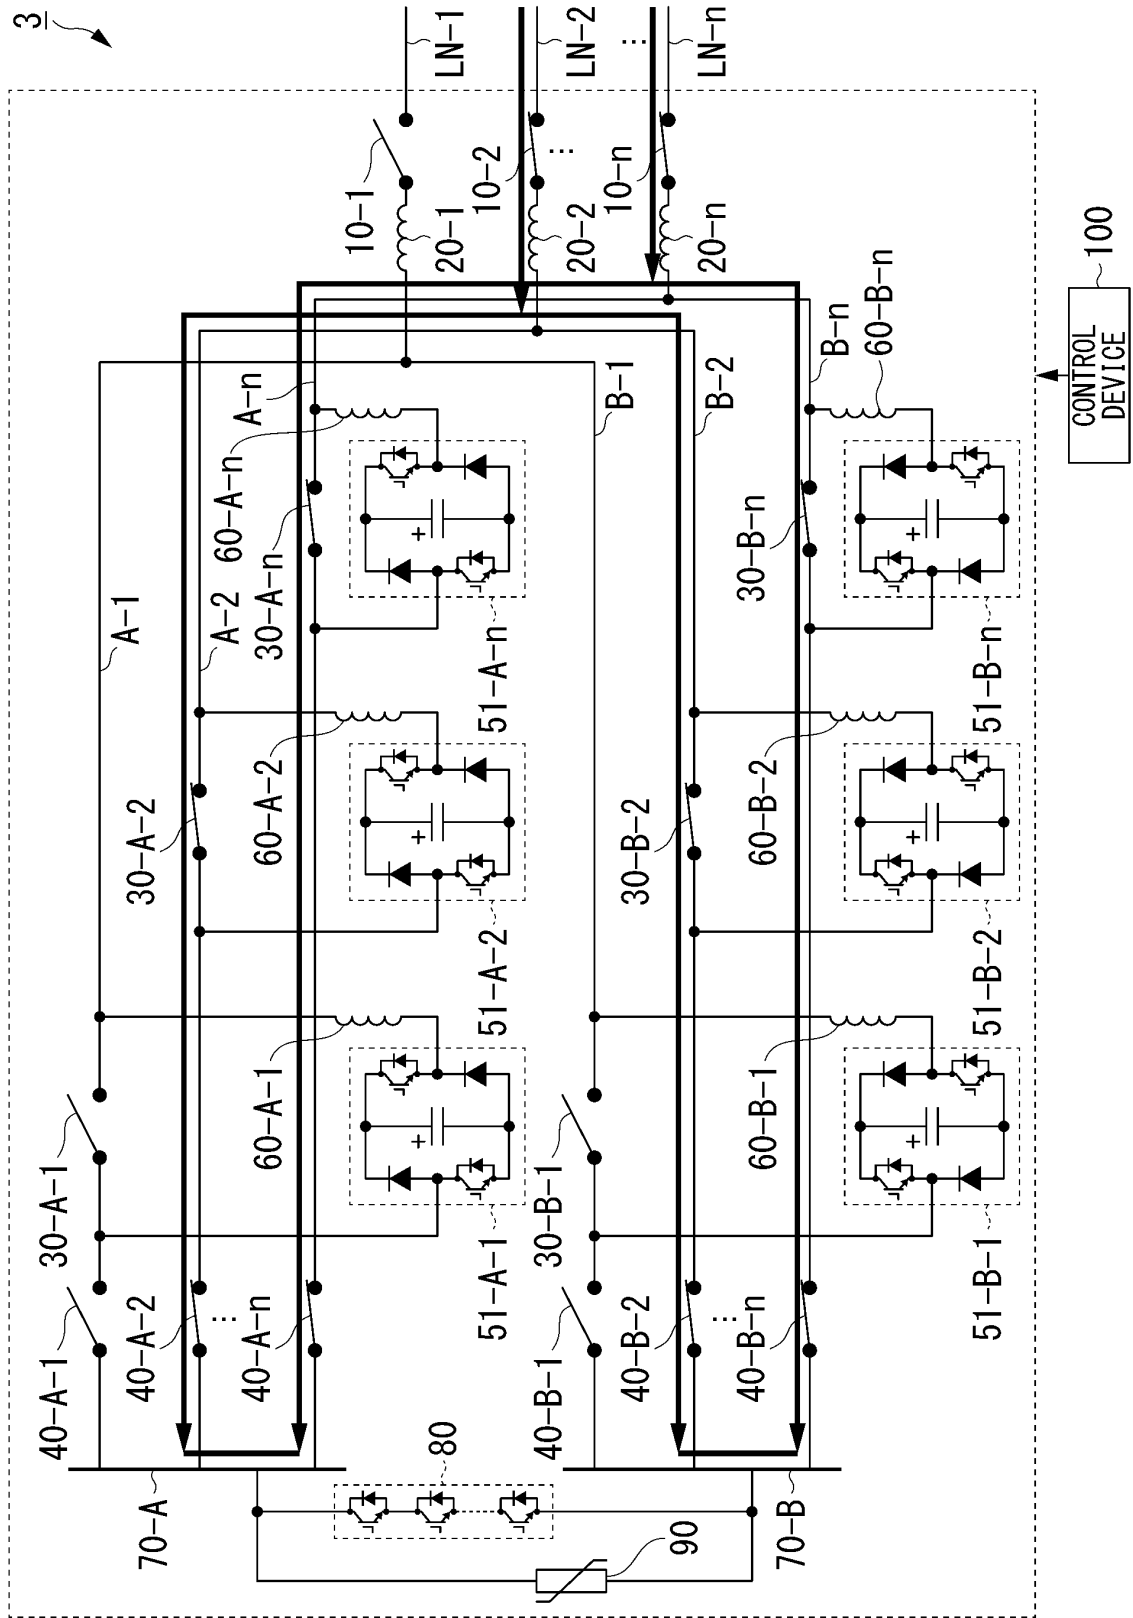 3
LN-1
LN-2
...
LN-n
10-1
10-2
...
10-n
20-1
20-2
20-n
100
CONTROL
DEVICE
A-1
A-2
A-n
B-1
B-2
B-n
60-A-n
60-B-n
30-A-n
30-B-n
+
+
51-A-n
51-B-n
30-A-2
60-A-2
30-B-2
60-B-2
+
+
51-A-2
51-B-2
30-A-1
60-A-1
30-B-1
60-B-1
+
+
51-A-1
51-B-1
40-A-1
40-A-2
...
40-A-n
40-B-1
40-B-2
...
40-B-n
70-A
80
90
70-B